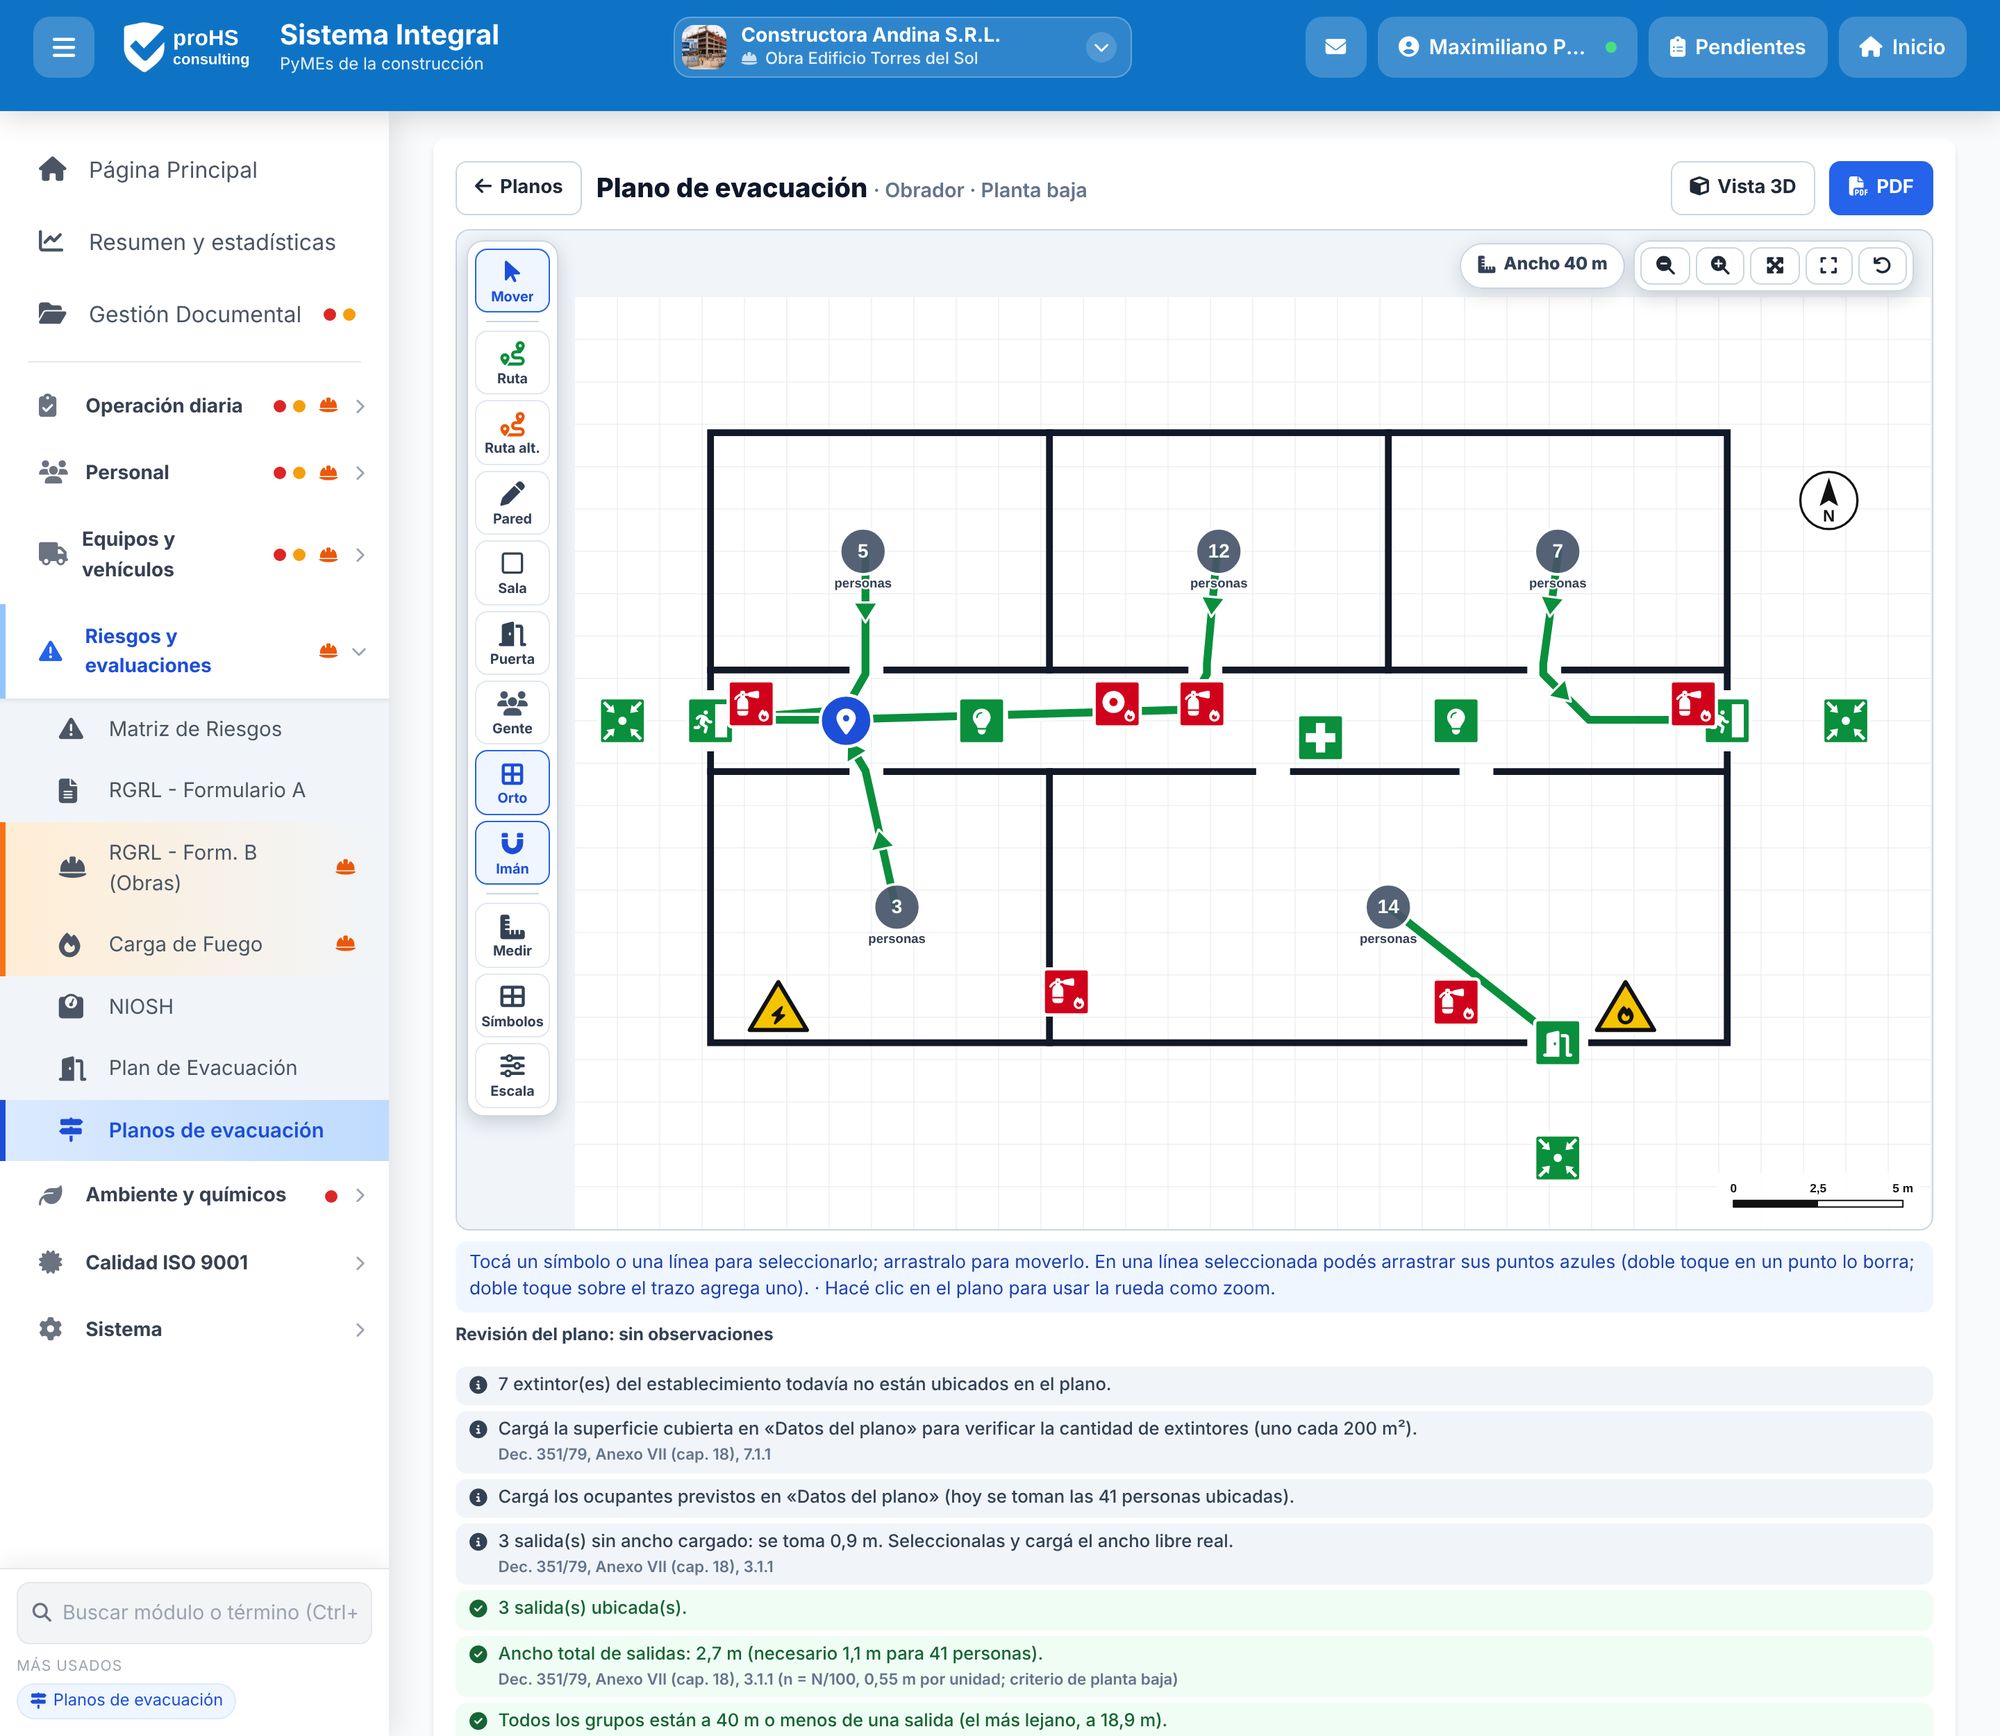 proHS
consulting
Sistema Integral
PyMEs de la construcción
Constructora Andina S.R.L.
Obra Edificio Torres del Sol
Maximiliano P...
Pendientes
Inicio
Página Principal
Resumen y estadísticas
Gestión Documental
Operación diaria
Personal
Equipos y
vehículos
Riesgos y
evaluaciones
Matriz de Riesgos
RGRL - Formulario A
RGRL - Form. B
(Obras)
Carga de Fuego
NIOSH
Plan de Evacuación
Planos de evacuación
Ambiente y químicos
Calidad ISO 9001
Sistema
Buscar módulo o término (Ctrl+
MÁS USADOS
Planos de evacuación
Planos
Plano de evacuación · Obrador · Planta baja
Vista 3D
PDF
Mover
Ruta
Ruta alt.
Pared
Sala
Puerta
Gente
Orto
Imán
Medir
Símbolos
Escala
Ancho 40 m
N
5
personas
12
personas
7
personas
3
personas
14
personas
0 2,5 5 m
Tocá un símbolo o una línea para seleccionarlo; arrastralo para moverlo. En una línea seleccionada podés arrastrar sus puntos azules (doble toque en un punto lo borra;
doble toque sobre el trazo agrega uno). · Hacé clic en el plano para usar la rueda como zoom.
Revisión del plano: sin observaciones
7 extintor(es) del establecimiento todavía no están ubicados en el plano.
Cargá la superficie cubierta en «Datos del plano» para verificar la cantidad de extintores (uno cada 200 m²).
Dec. 351/79, Anexo VII (cap. 18), 7.1.1
Cargá los ocupantes previstos en «Datos del plano» (hoy se toman las 41 personas ubicadas).
3 salida(s) sin ancho cargado: se toma 0,9 m. Seleccionalas y cargá el ancho libre real.
Dec. 351/79, Anexo VII (cap. 18), 3.1.1
3 salida(s) ubicada(s).
Ancho total de salidas: 2,7 m (necesario 1,1 m para 41 personas).
Dec. 351/79, Anexo VII (cap. 18), 3.1.1 (n = N/100, 0,55 m por unidad; criterio de planta baja)
Todos los grupos están a 40 m o menos de una salida (el más lejano, a 18,9 m).